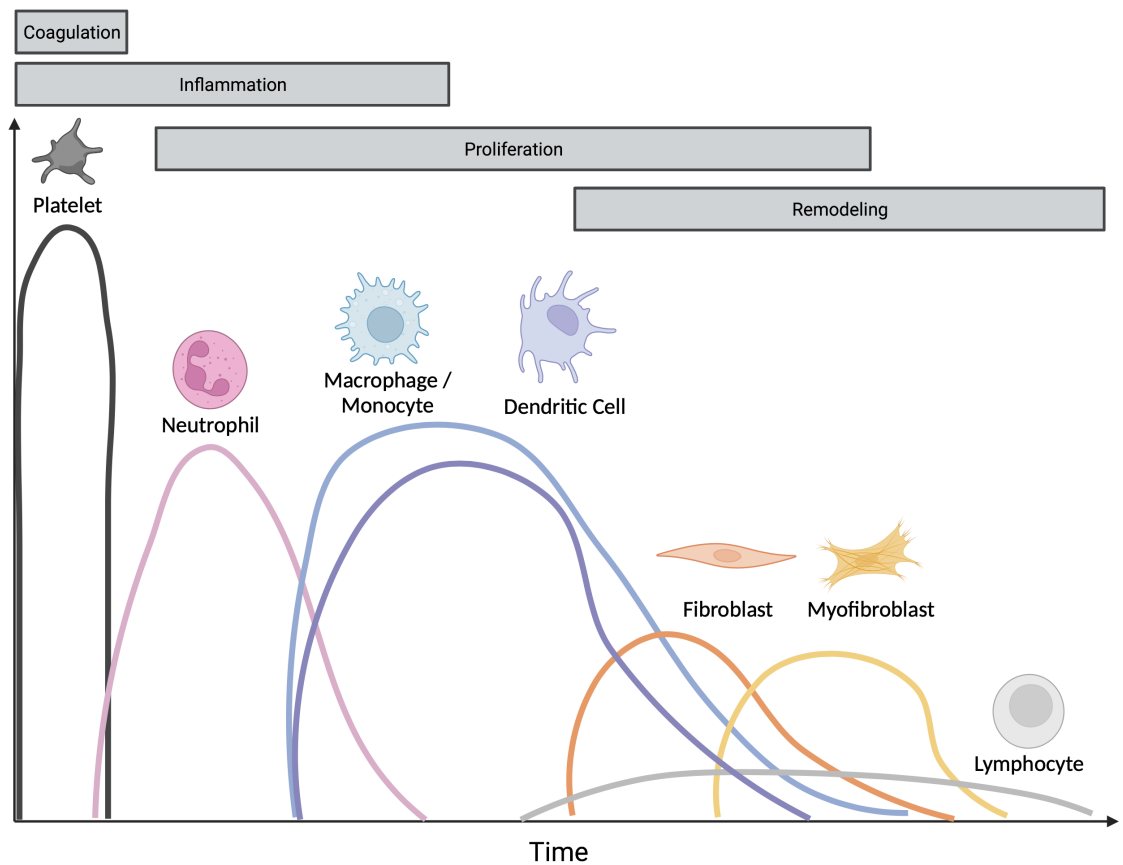 Coagulation
Inflammation
Proliferation
Platelet
Remodeling
Macrophage /
Monocyte
Dendritic Cell
Neutrophil
Fibroblast
Myofibroblast
Lymphocyte
Time